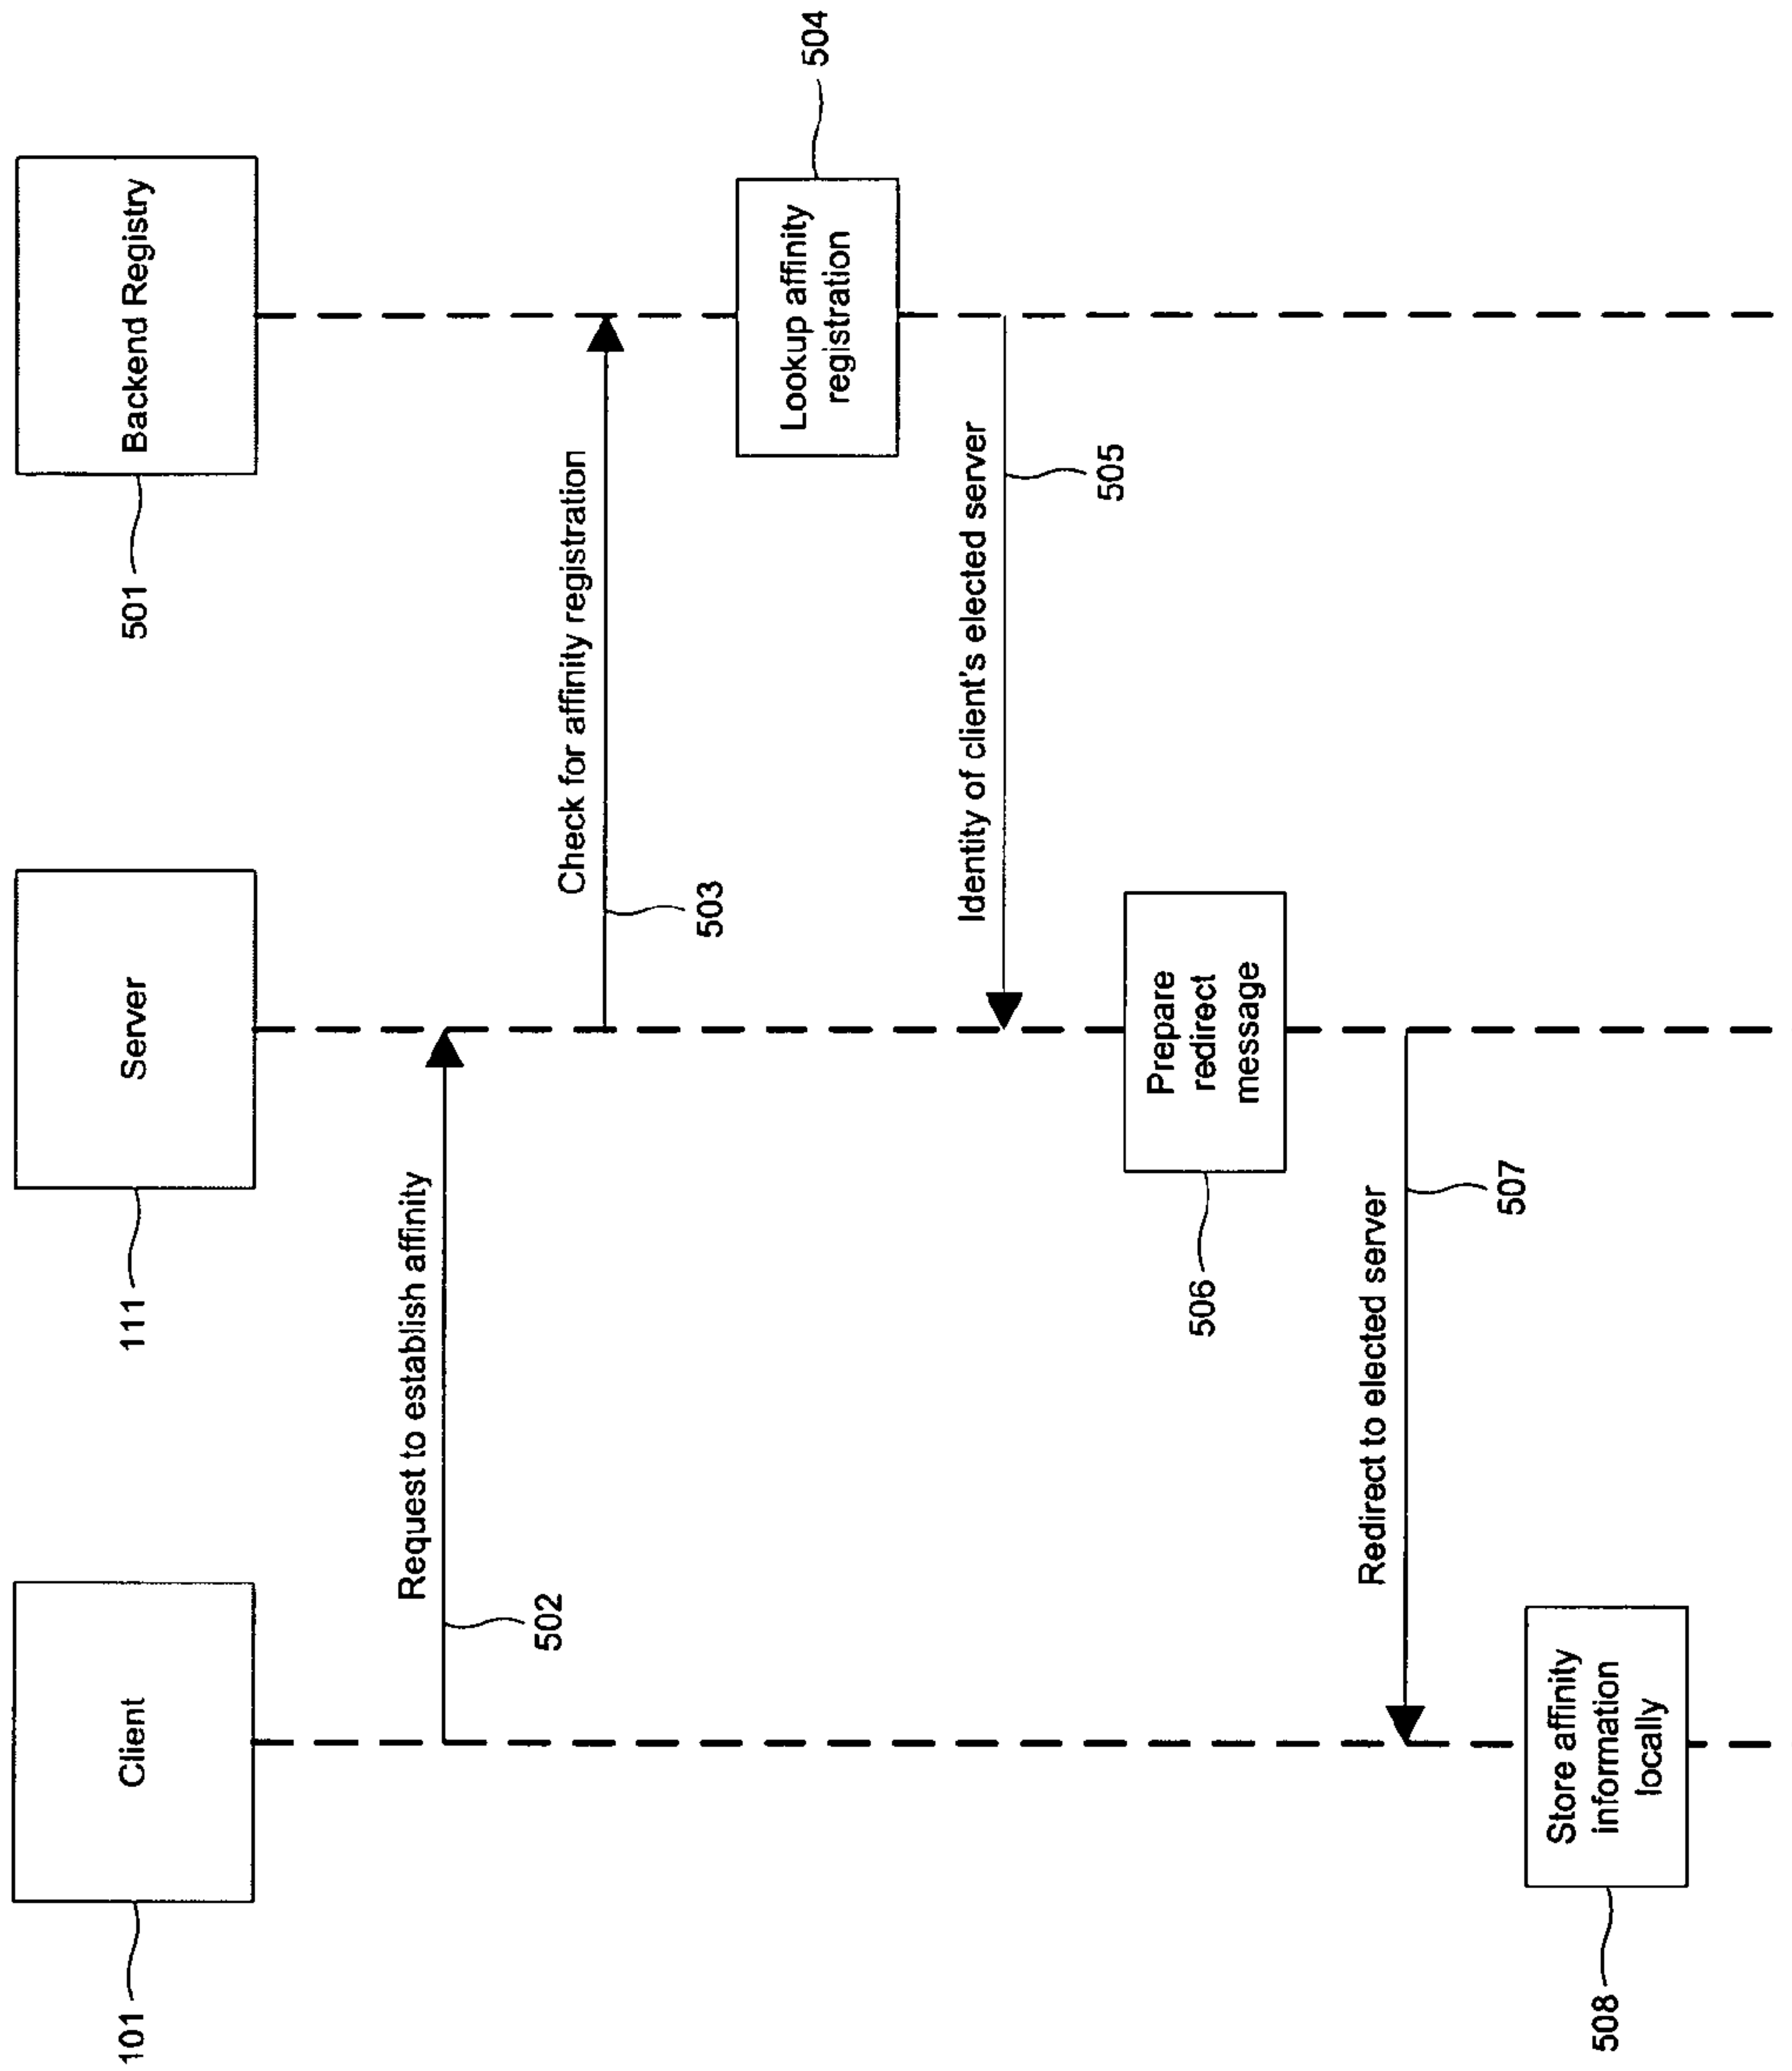 101
Client
111
Server
501
Backend Registry
Request to establish affinity
502
Check for affinity registration
503
Lookup affinity
registration
504
Identity of client's elected server
505
Prepare
redirect
message
506
Redirect to elected server
507
Store affinity
information
locally
508